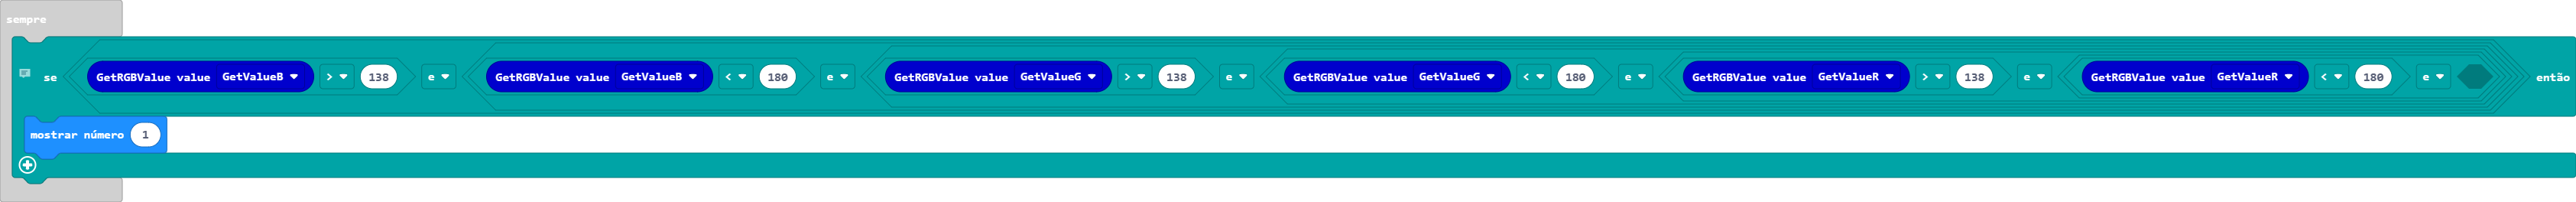 sempre
se GetRGBValue value GetValueB > 138 e GetRGBValue value GetValueB < 180 e GetRGBValue value GetValueG > 138 e GetRGBValue value GetValueG < 180 e GetRGBValue value GetValueR > 138 e GetRGBValue value GetValueR < 180 e então
mostrar número 1